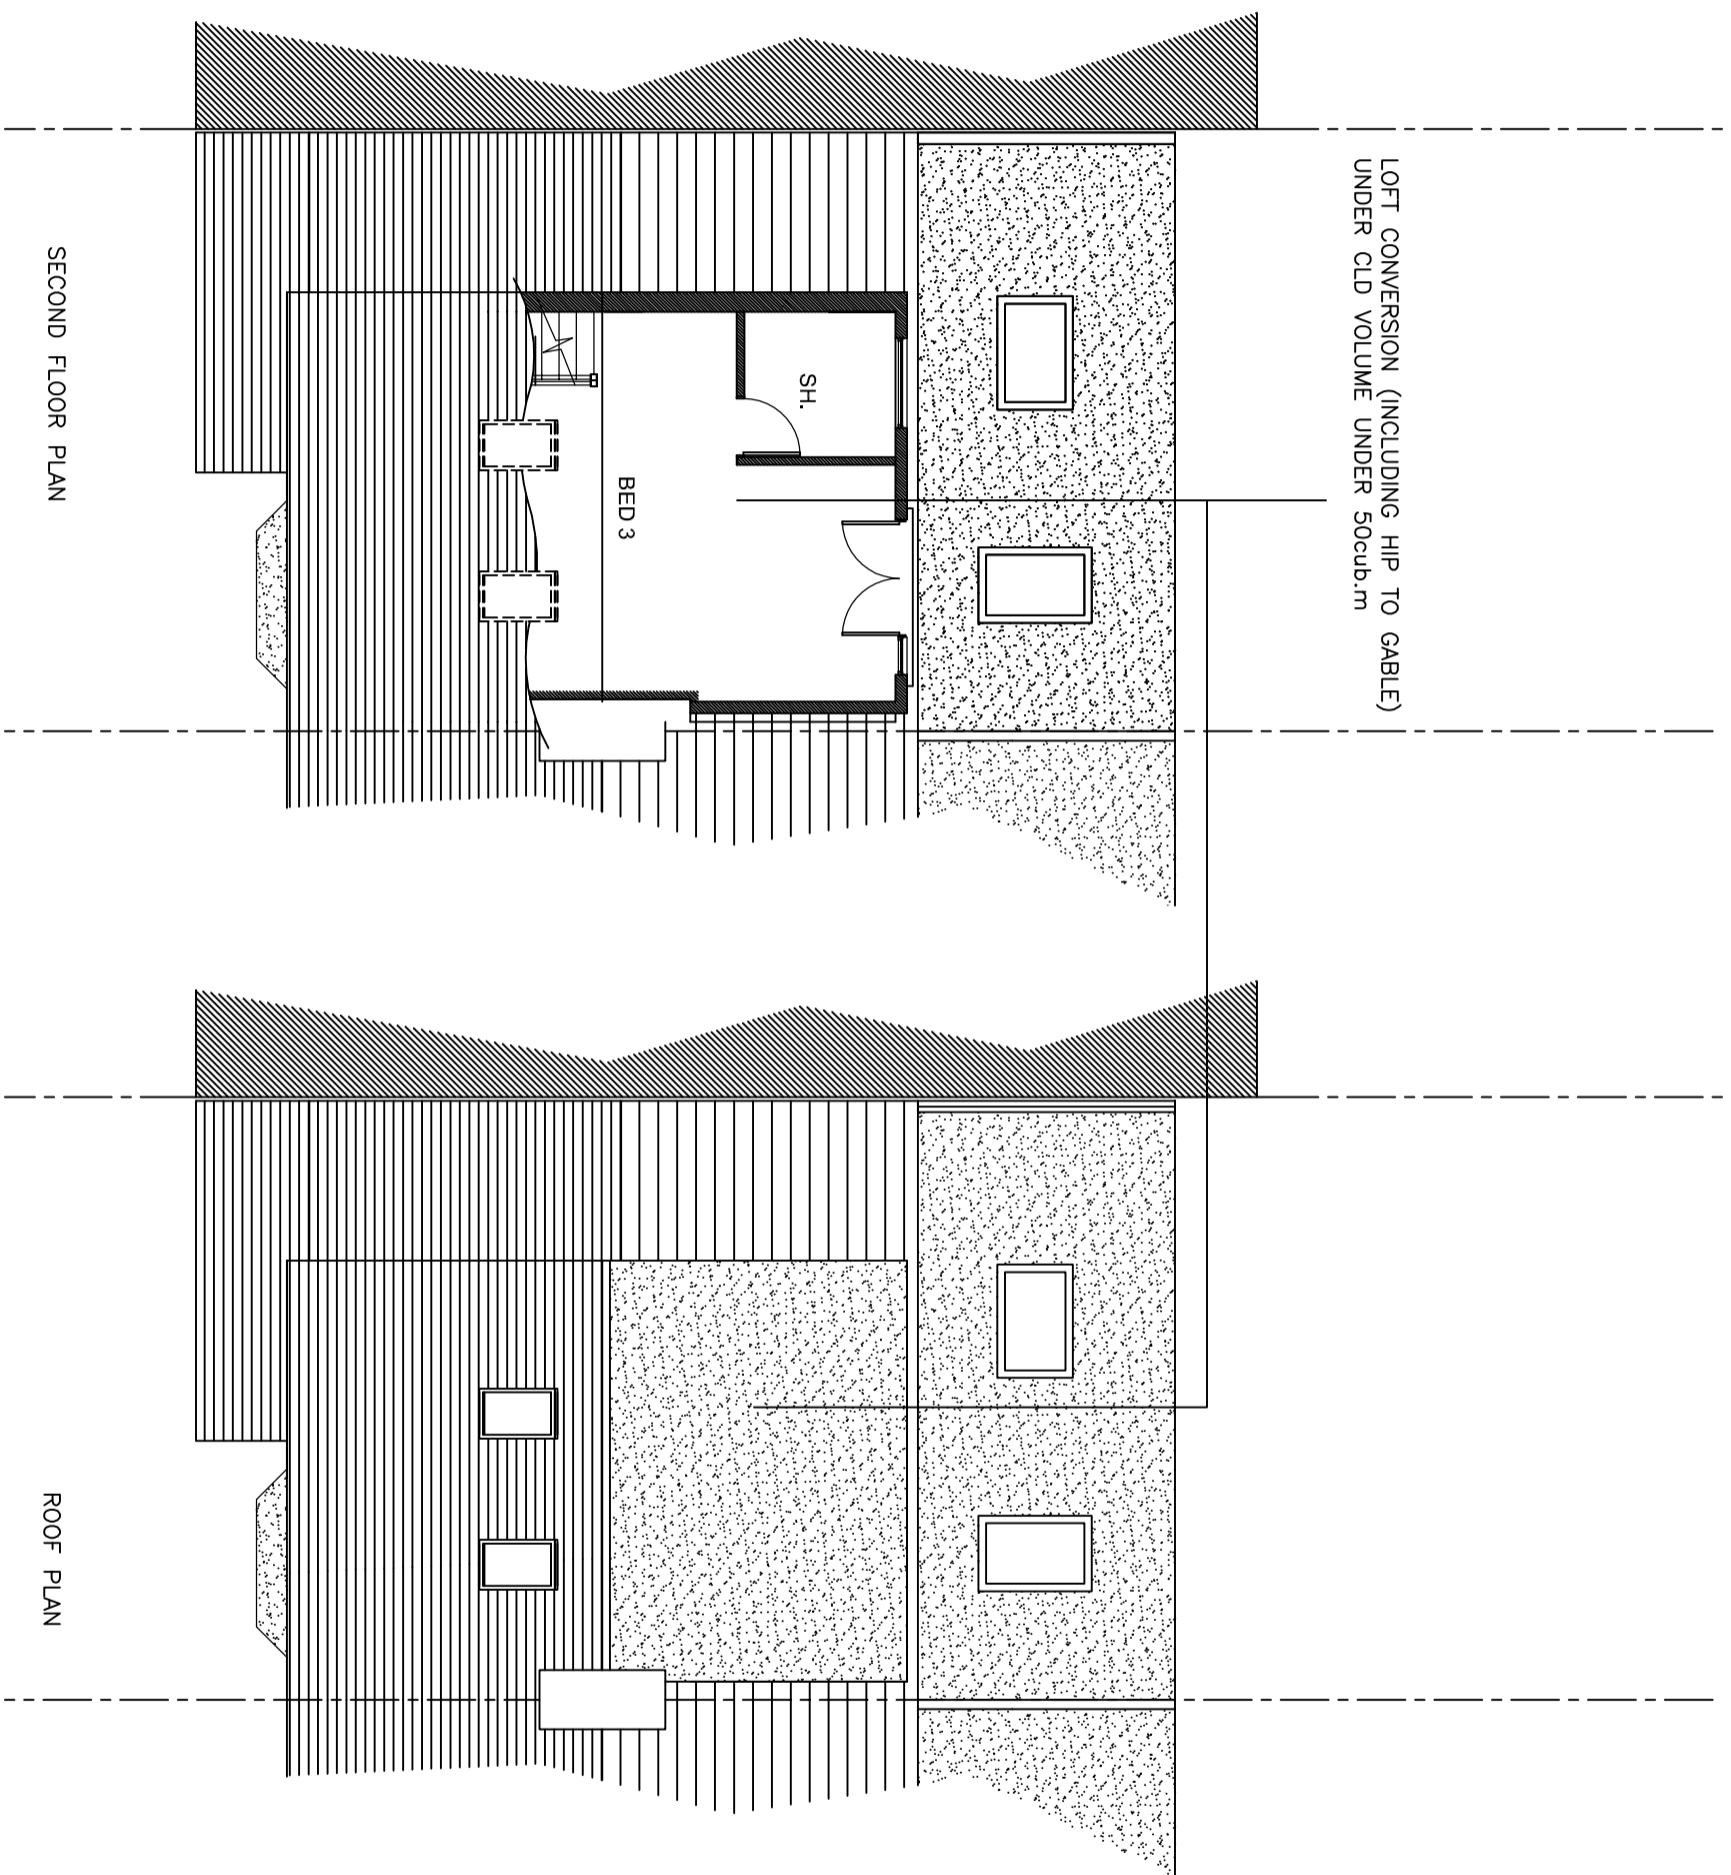 LOFT CONVERSION (INCLUDING HIP TO GABLE)
UNDER CLD VOLUME UNDER 50cub.m
SH.
BED 3
SECOND FLOOR PLAN
ROOF PLAN